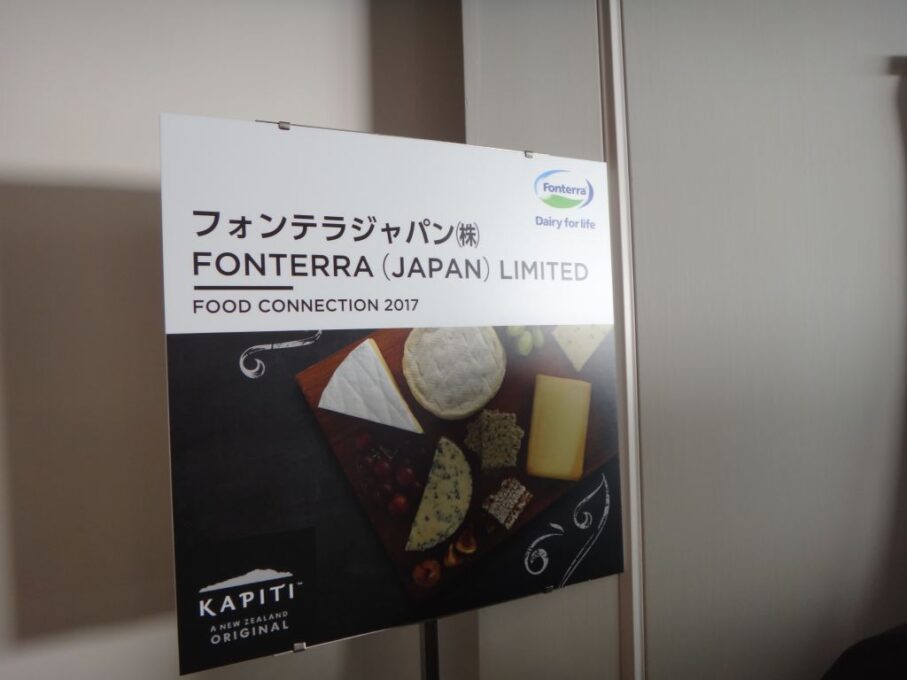 Fonterra
Dairy for life
フォンテラジャパン㈱
FONTERRA (JAPAN) LIMITED
FOOD CONNECTION 2017
KAPITI™
A NEW ZEALAND
ORIGINAL